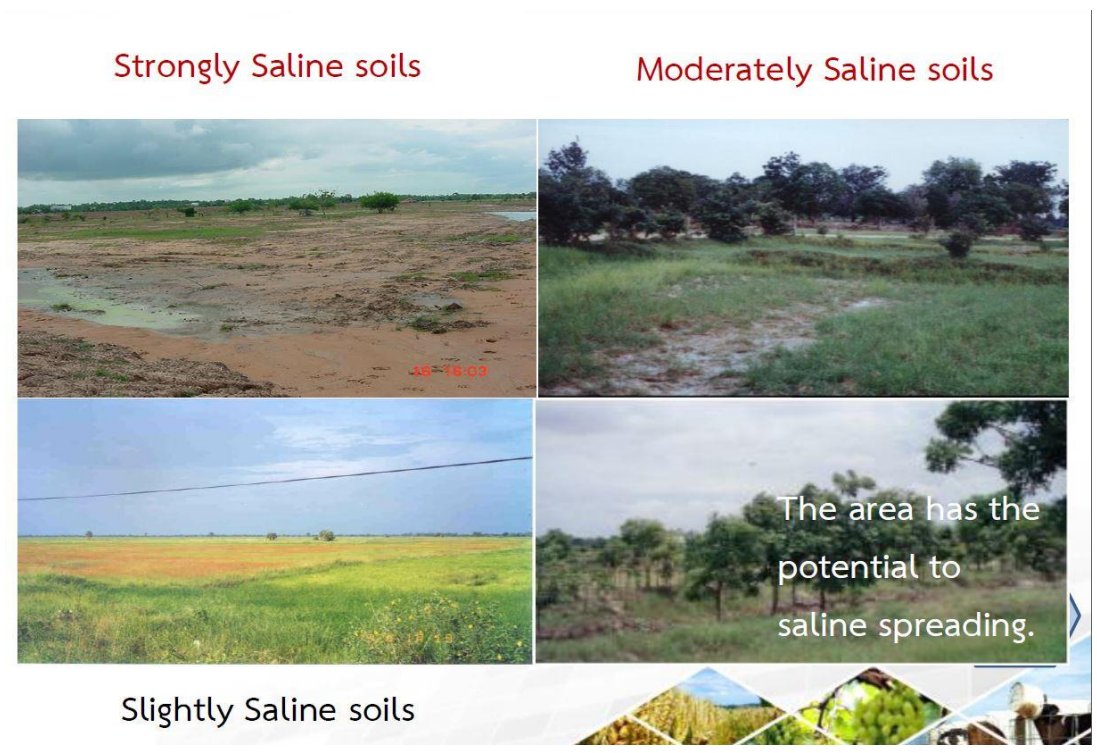 Strongly Saline soils
Moderately Saline soils
16 16:03
The area has the
potential to
saline spreading.
Slightly Saline soils